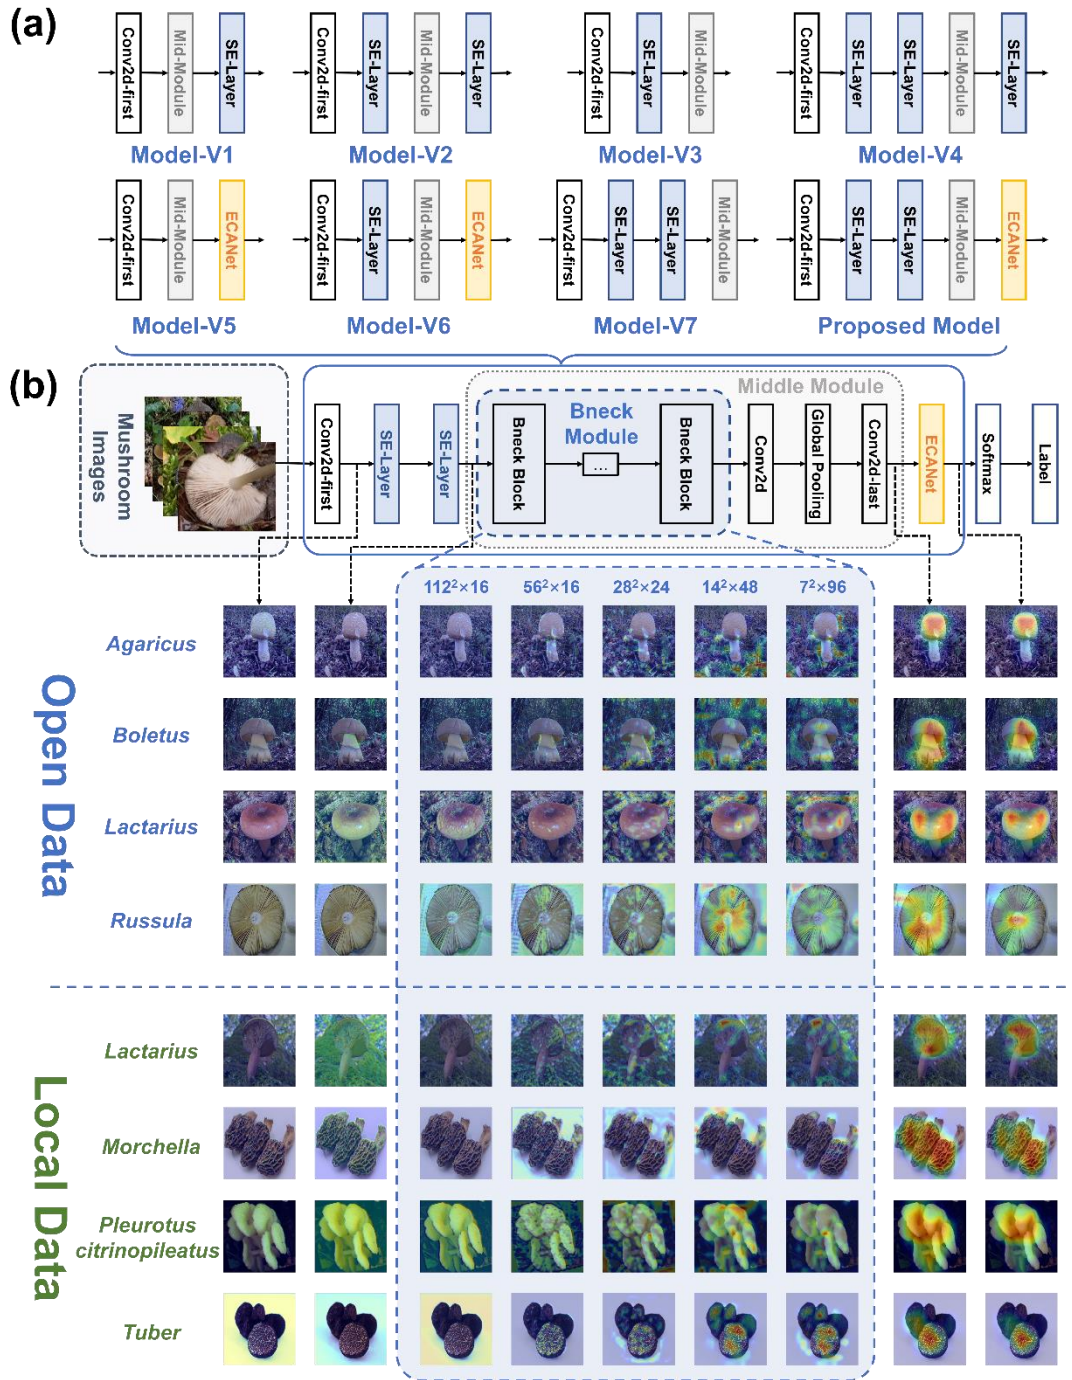 (a)
Conv2d-first
Mid-Module
SE-Layer
Model-V1
Conv2d-first
SE-Layer
Mid-Module
SE-Layer
Model-V2
Conv2d-first
SE-Layer
Mid-Module
Model-V3
Conv2d-first
SE-Layer
SE-Layer
Mid-Module
SE-Layer
Model-V4
Conv2d-first
Mid-Module
ECANet
Model-V5
Conv2d-first
SE-Layer
Mid-Module
ECANet
Model-V6
Conv2d-first
SE-Layer
SE-Layer
Mid-Module
Model-V7
Conv2d-first
SE-Layer
SE-Layer
Mid-Module
ECANet
Proposed Model
(b)
Mushroom
Images
Conv2d-first
SE-Layer
SE-Layer
Middle Module
Bneck
Module
Bneck Block
...
Bneck Block
Conv2d
Global Pooling
Conv2d-last
ECANet
Softmax
Label
112²×16
56²×16
28²×24
14²×48
7²×96
Open Data
Agaricus
Boletus
Lactarius
Russula
Local Data
Lactarius
Morchella
Pleurotus
citrinopileatus
Tuber